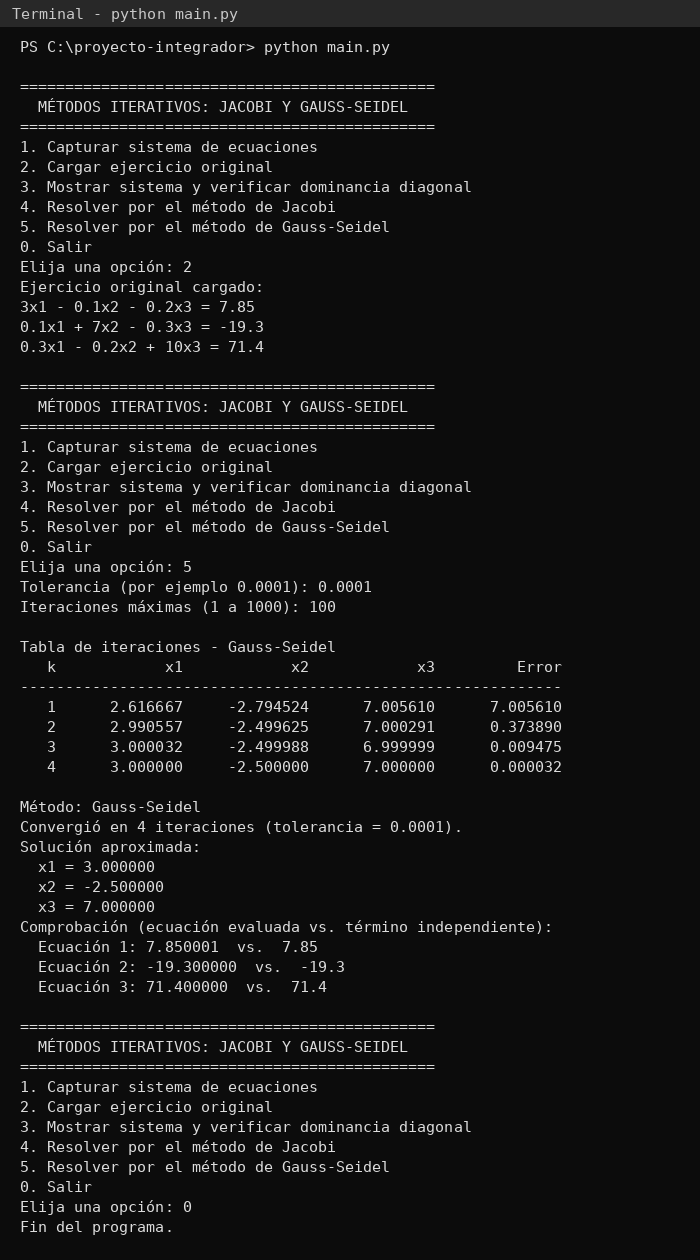 Terminal - python main.py
PS C:\proyecto-integrador> python main.py
==============================================
MÉTODOS ITERATIVOS: JACOBI Y GAUSS-SEIDEL
==============================================
1. Capturar sistema de ecuaciones
2. Cargar ejercicio original
3. Mostrar sistema y verificar dominancia diagonal
4. Resolver por el método de Jacobi
5. Resolver por el método de Gauss-Seidel
0. Salir
Elija una opción: 2
Ejercicio original cargado:
3x1 - 0.1x2 - 0.2x3 = 7.85
0.1x1 + 7x2 - 0.3x3 = -19.3
0.3x1 - 0.2x2 + 10x3 = 71.4
==============================================
MÉTODOS ITERATIVOS: JACOBI Y GAUSS-SEIDEL
==============================================
1. Capturar sistema de ecuaciones
2. Cargar ejercicio original
3. Mostrar sistema y verificar dominancia diagonal
4. Resolver por el método de Jacobi
5. Resolver por el método de Gauss-Seidel
0. Salir
Elija una opción: 5
Tolerancia (por ejemplo 0.0001): 0.0001
Iteraciones máximas (1 a 1000): 100
Tabla de iteraciones - Gauss-Seidel
k x1 x2 x3 Error
------------------------------------------------------------
1 2.616667 -2.794524 7.005610 7.005610
2 2.990557 -2.499625 7.000291 0.373890
3 3.000032 -2.499988 6.999999 0.009475
4 3.000000 -2.500000 7.000000 0.000032
Método: Gauss-Seidel
Convergió en 4 iteraciones (tolerancia = 0.0001).
Solución aproximada:
x1 = 3.000000
x2 = -2.500000
x3 = 7.000000
Comprobación (ecuación evaluada vs. término independiente):
Ecuación 1: 7.850001 vs. 7.85
Ecuación 2: -19.300000 vs. -19.3
Ecuación 3: 71.400000 vs. 71.4
==============================================
MÉTODOS ITERATIVOS: JACOBI Y GAUSS-SEIDEL
==============================================
1. Capturar sistema de ecuaciones
2. Cargar ejercicio original
3. Mostrar sistema y verificar dominancia diagonal
4. Resolver por el método de Jacobi
5. Resolver por el método de Gauss-Seidel
0. Salir
Elija una opción: 0
Fin del programa.